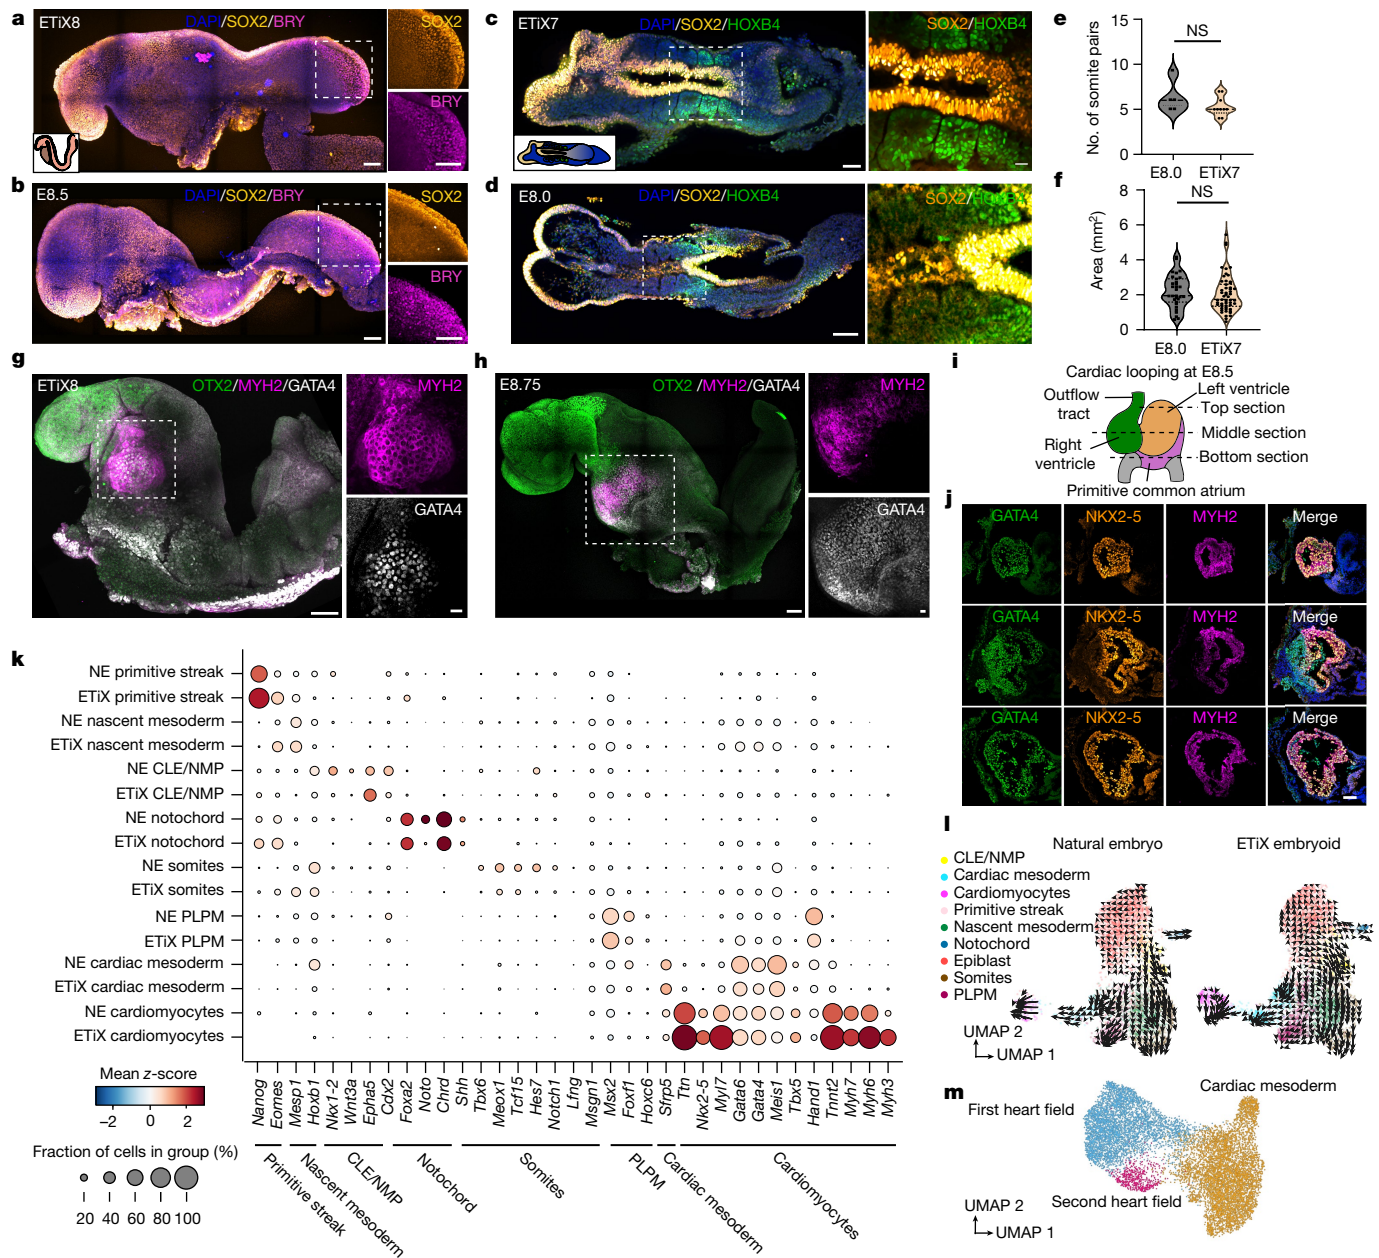 a
ETiX8
DAPI/SOX2/BRY
SOX2
BRY
b
E8.5
DAPI/SOX2/BRY
SOX2
BRY
c
ETiX7
DAPI/SOX2/HOXB4
SOX2/HOXB4
d
E8.0
DAPI/SOX2/HOXB4
SOX2/HOXB4
e
No. of somite pairs
15
10
5
0
NS
E8.0
ETiX7
f
Area (mm²)
8
6
4
2
0
NS
E8.0
ETiX7
g
ETiX8
OTX2/MYH2/GATA4
MYH2
GATA4
h
E8.75
OTX2/MYH2/GATA4
MYH2
GATA4
i
Cardiac looping at E8.5
Outflow
tract
Left ventricle
Top section
Middle section
Right
ventricle
Bottom section
Primitive common atrium
j
GATA4
NKX2-5
MYH2
Merge
GATA4
NKX2-5
MYH2
Merge
GATA4
NKX2-5
MYH2
Merge
k
NE primitive streak
ETiX primitive streak
NE nascent mesoderm
ETiX nascent mesoderm
NE CLE/NMP
ETiX CLE/NMP
NE notochord
ETiX notochord
NE somites
ETiX somites
NE PLPM
ETiX PLPM
NE cardiac mesoderm
ETiX cardiac mesoderm
NE cardiomyocytes
ETiX cardiomyocytes
Nanog
Eomes
Mesp1
Hoxb1
Nkx1-2
Wnt3a
Epha5
Cdx2
Foxa2
Noto
Chrd
Shh
Tbx6
Meox1
Tcf15
Hes7
Notch1
Lfng
Msgn1
Msx2
Foxf1
Hoxc6
Sfrp5
Ttn
Nkx2-5
Myl7
Gata6
Gata4
Meis1
Tbx5
Hand1
Tnnt2
Myh7
Myh6
Myh3
Primitive streak
Nascent mesoderm
CLE/NMP
Notochord
Somites
PLPM
Cardiac mesoderm
Cardiomyocytes
Mean z-score
−2
0
2
Fraction of cells in group (%)
20
40
60
80
100
l
CLE/NMP
Cardiac mesoderm
Cardiomyocytes
Primitive streak
Nascent mesoderm
Notochord
Epiblast
Somites
PLPM
Natural embryo
ETiX embryoid
UMAP 2
UMAP 1
m
Cardiac mesoderm
First heart field
Second heart field
UMAP 2
UMAP 1